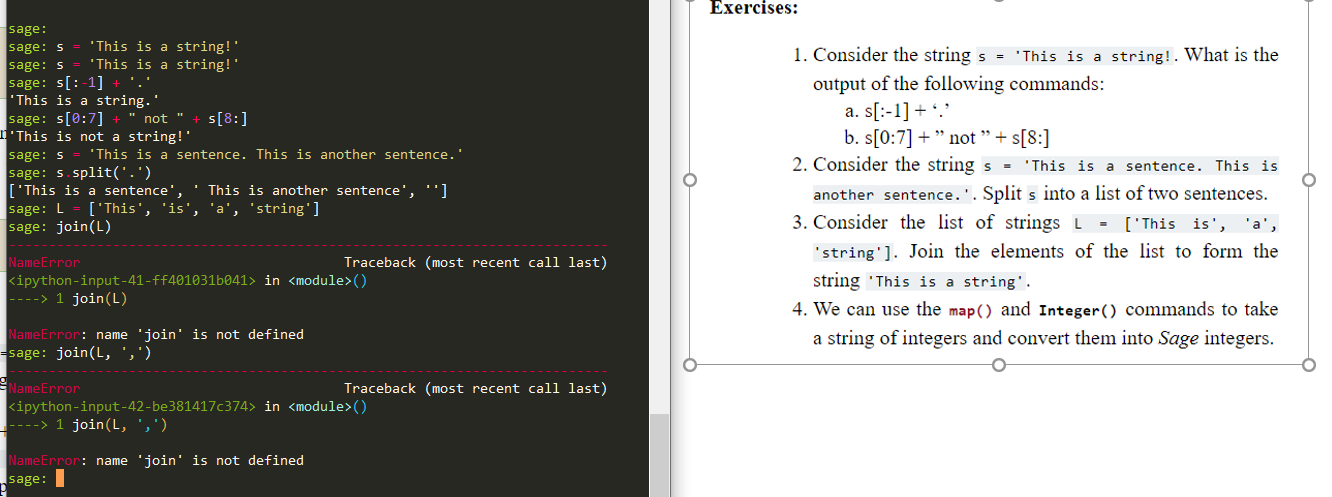 sage:
sage: s = 'This is a string!'
sage: s = 'This is a string!'
sage: s[:-1] + '.'
'This is a string.'
sage: s[0:7] + " not " + s[8:]
'This is not a string!'
sage: s = 'This is a sentence. This is another sentence.'
sage: s.split('.')
['This is a sentence', ' This is another sentence', '']
sage: L = ['This', 'is', 'a', 'string']
sage: join(L)
---------------------------------------------------------------------------
NameError                                 Traceback (most recent call last)
<ipython-input-41-ff401031b041> in <module>()
----> 1 join(L)

NameError: name 'join' is not defined
sage: join(L, ',')
---------------------------------------------------------------------------
NameError                                 Traceback (most recent call last)
<ipython-input-42-be381417c374> in <module>()
----> 1 join(L, ',')

NameError: name 'join' is not defined
sage:
Exercises:
1. Consider the string s = 'This is a string!. What is the
output of the following commands:
a. s[:-1] + ‘.’
b. s[0:7] + ” not ” + s[8:]
2. Consider the string s = 'This is a sentence. This is
another sentence.'. Split s into a list of two sentences.
3. Consider the list of strings L = ['This is', 'a',
'string']. Join the elements of the list to form the
string 'This is a string'.
4. We can use the map() and Integer() commands to take
a string of integers and convert them into Sage integers.